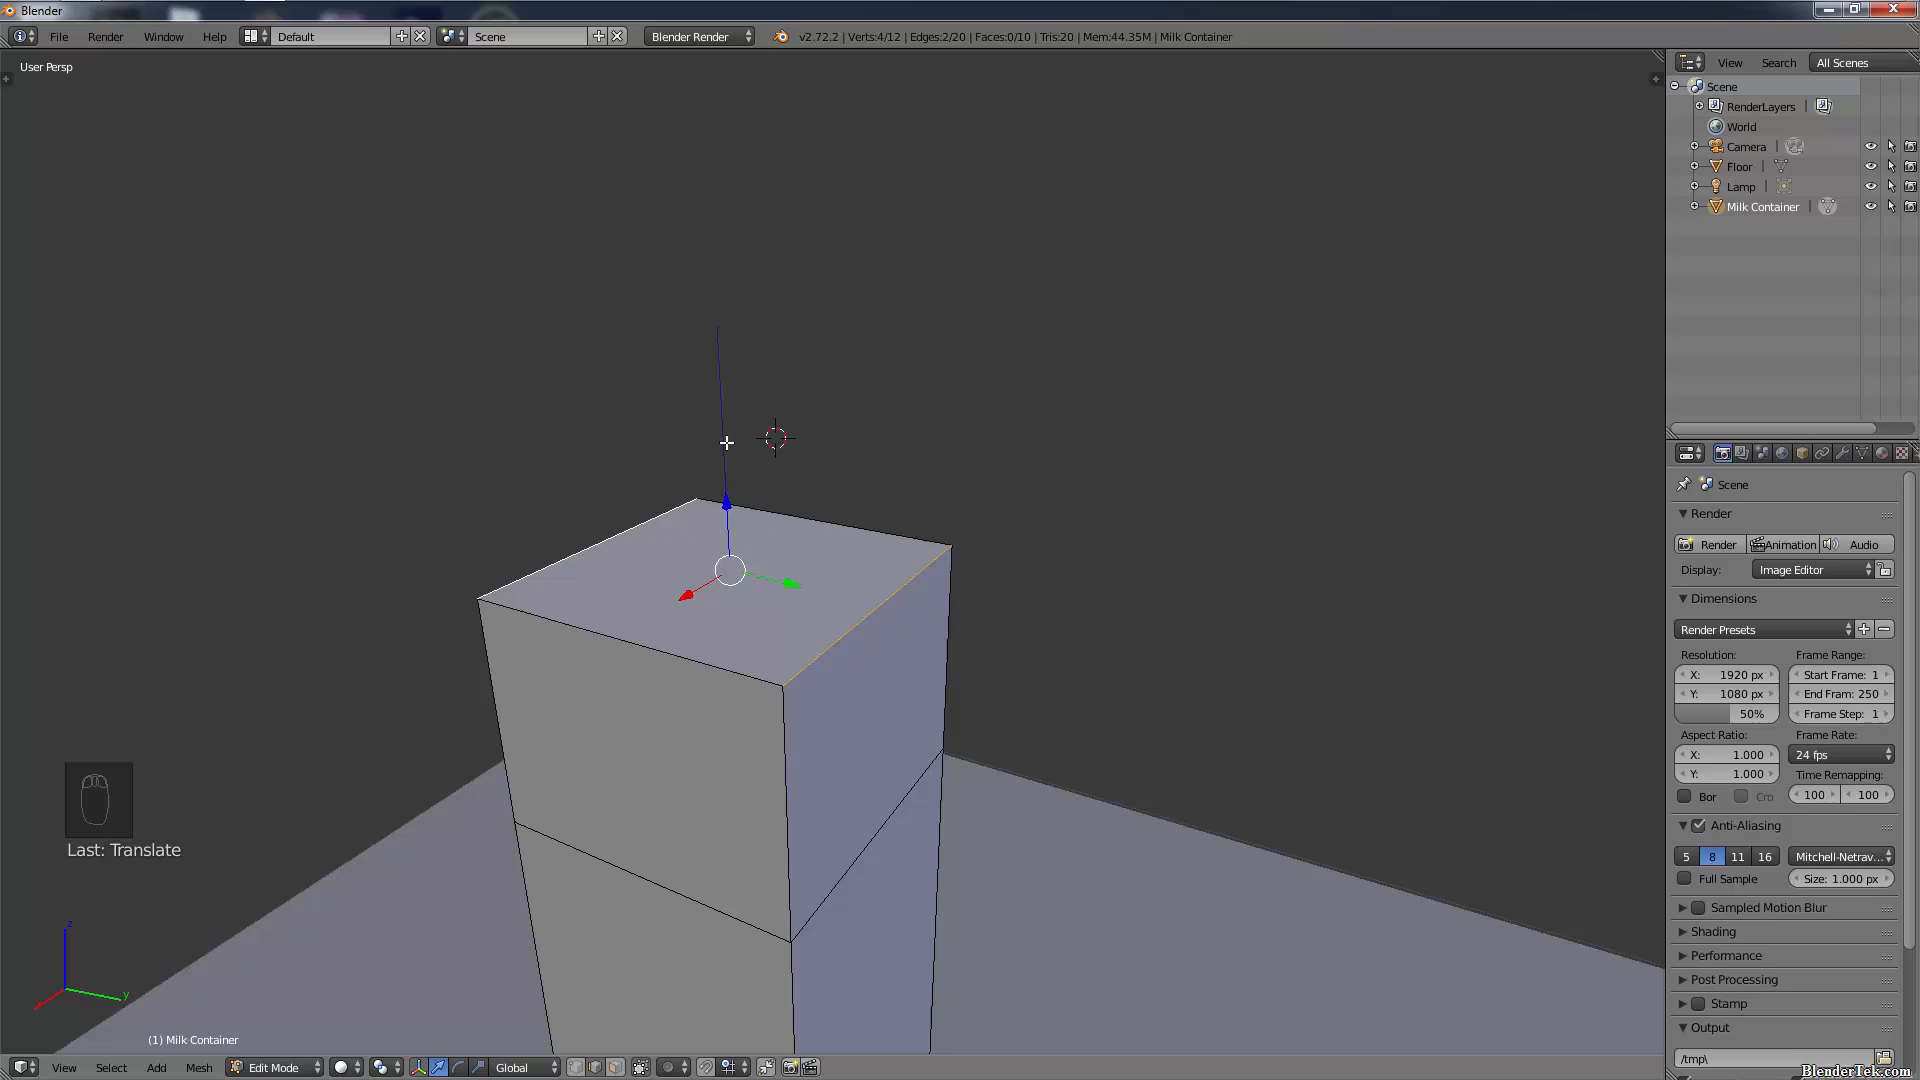 Blender
File Render Window Help Default Scene Blender Render v2.72.2 | Verts:4/12 | Edges:2/20 | Faces:0/10 | Tris:20 | Mem:44.35M | Milk Container
User Persp
View Search All Scenes
Scene
RenderLayers |
World
Camera |
Floor |
Lamp |
Milk Container |
Scene
Render
Render Animation Audio
Display: Image Editor
Dimensions
Render Presets
Resolution: Frame Range:
X: 1920 px Start Frame: 1
Y: 1080 px End Fram: 250
50% Frame Step: 1
Aspect Ratio: Frame Rate:
X: 1.000 24 fps
Y: 1.000 Time Remapping:
Bor Cro 100 100
Anti-Aliasing
5 8 11 16 Mitchell-Netrav...
Full Sample Size: 1.000 px
Sampled Motion Blur
Shading
Performance
Post Processing
Stamp
Output
/tmp\
Last: Translate
z
y
(1) Milk Container
View Select Add Mesh Edit Mode Global
BlenderTek.com